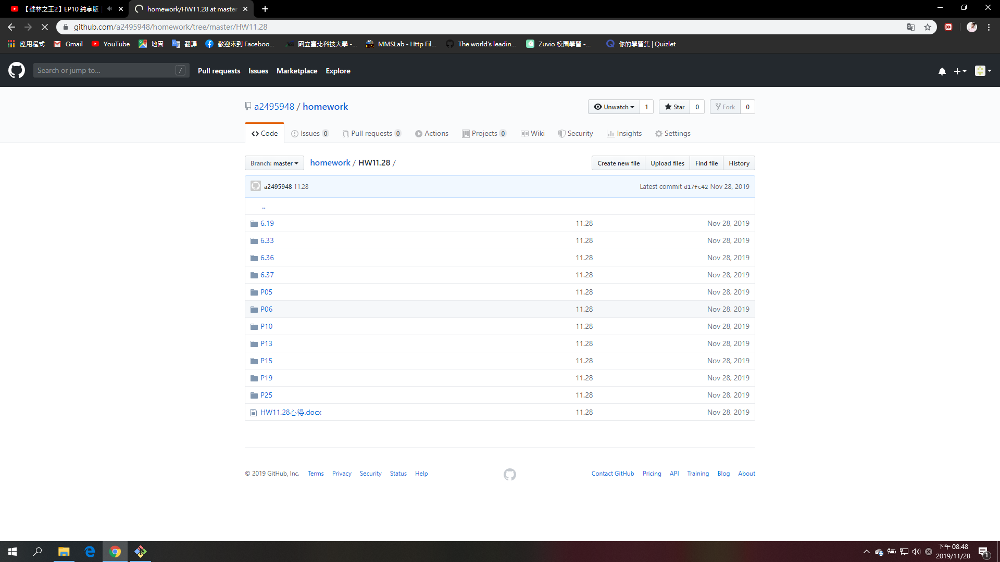 【聲林之王2】EP10 純享版
homework/HW11.28 at master
github.com/a2495948/homework/tree/master/HW11.28
應用程式 Gmail YouTube 地圖 翻譯 歡迎來到 Faceboo... 國立臺北科技大學 -... MMSLab - Http Fil... The world's leadin... Zuvio 校園學習 -... 你的學習集 | Quizlet
Search or jump to... / Pull requests Issues Marketplace Explore
a2495948 / homework Unwatch 1 Star 0 Fork 0
Code Issues 0 Pull requests 0 Actions Projects 0 Wiki Security Insights Settings
Branch: master homework / HW11.28 / Create new file Upload files Find file History
a2495948 11.28 Latest commit d17fc42 Nov 28, 2019
..
6.19 11.28 Nov 28, 2019
6.33 11.28 Nov 28, 2019
6.36 11.28 Nov 28, 2019
6.37 11.28 Nov 28, 2019
P05 11.28 Nov 28, 2019
P06 11.28 Nov 28, 2019
P10 11.28 Nov 28, 2019
P13 11.28 Nov 28, 2019
P15 11.28 Nov 28, 2019
P19 11.28 Nov 28, 2019
P25 11.28 Nov 28, 2019
HW11.28心得.docx 11.28 Nov 28, 2019
© 2019 GitHub, Inc. Terms Privacy Security Status Help Contact GitHub Pricing API Training Blog About
下午 08:48
2019/11/28
1